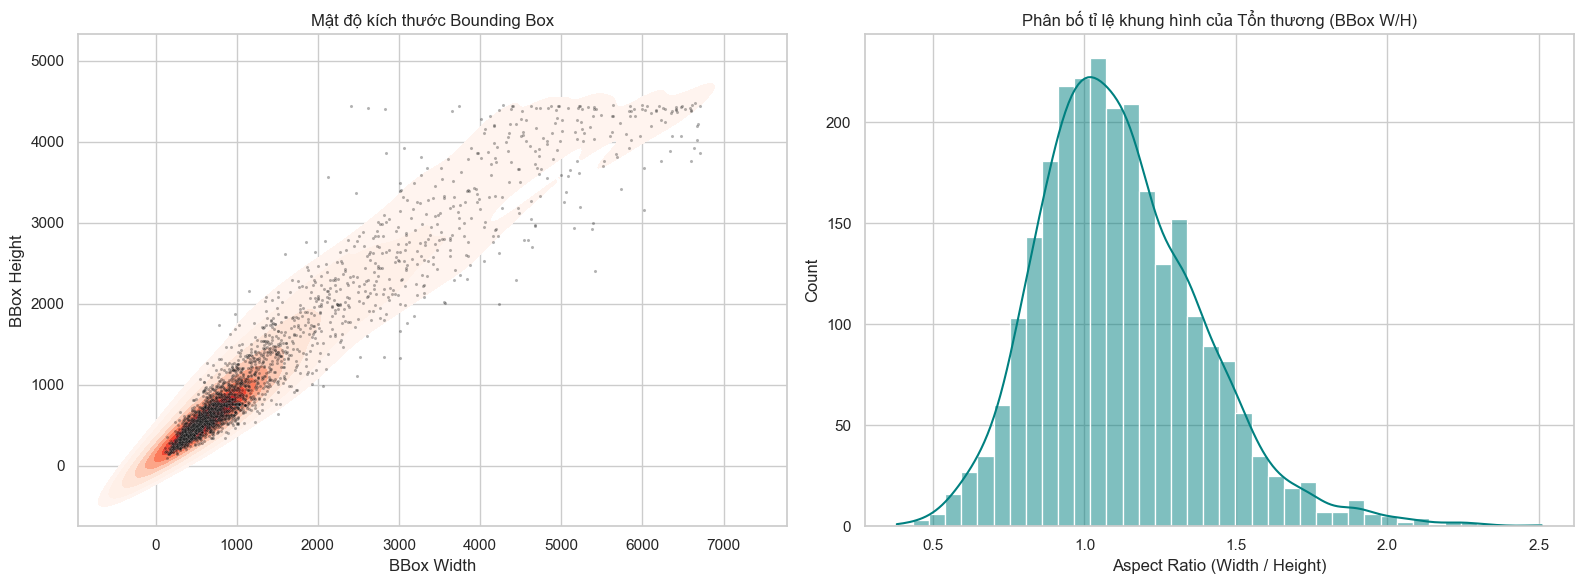 Mật độ kích thước Bounding Box
5000
4000
3000
2000
1000
0
BBox Height
0 1000 2000 3000 4000 5000 6000 7000
BBox Width
Phân bố tỉ lệ khung hình của Tổn thương (BBox W/H)
200
150
100
50
0
Count
0.5 1.0 1.5 2.0 2.5
Aspect Ratio (Width / Height)